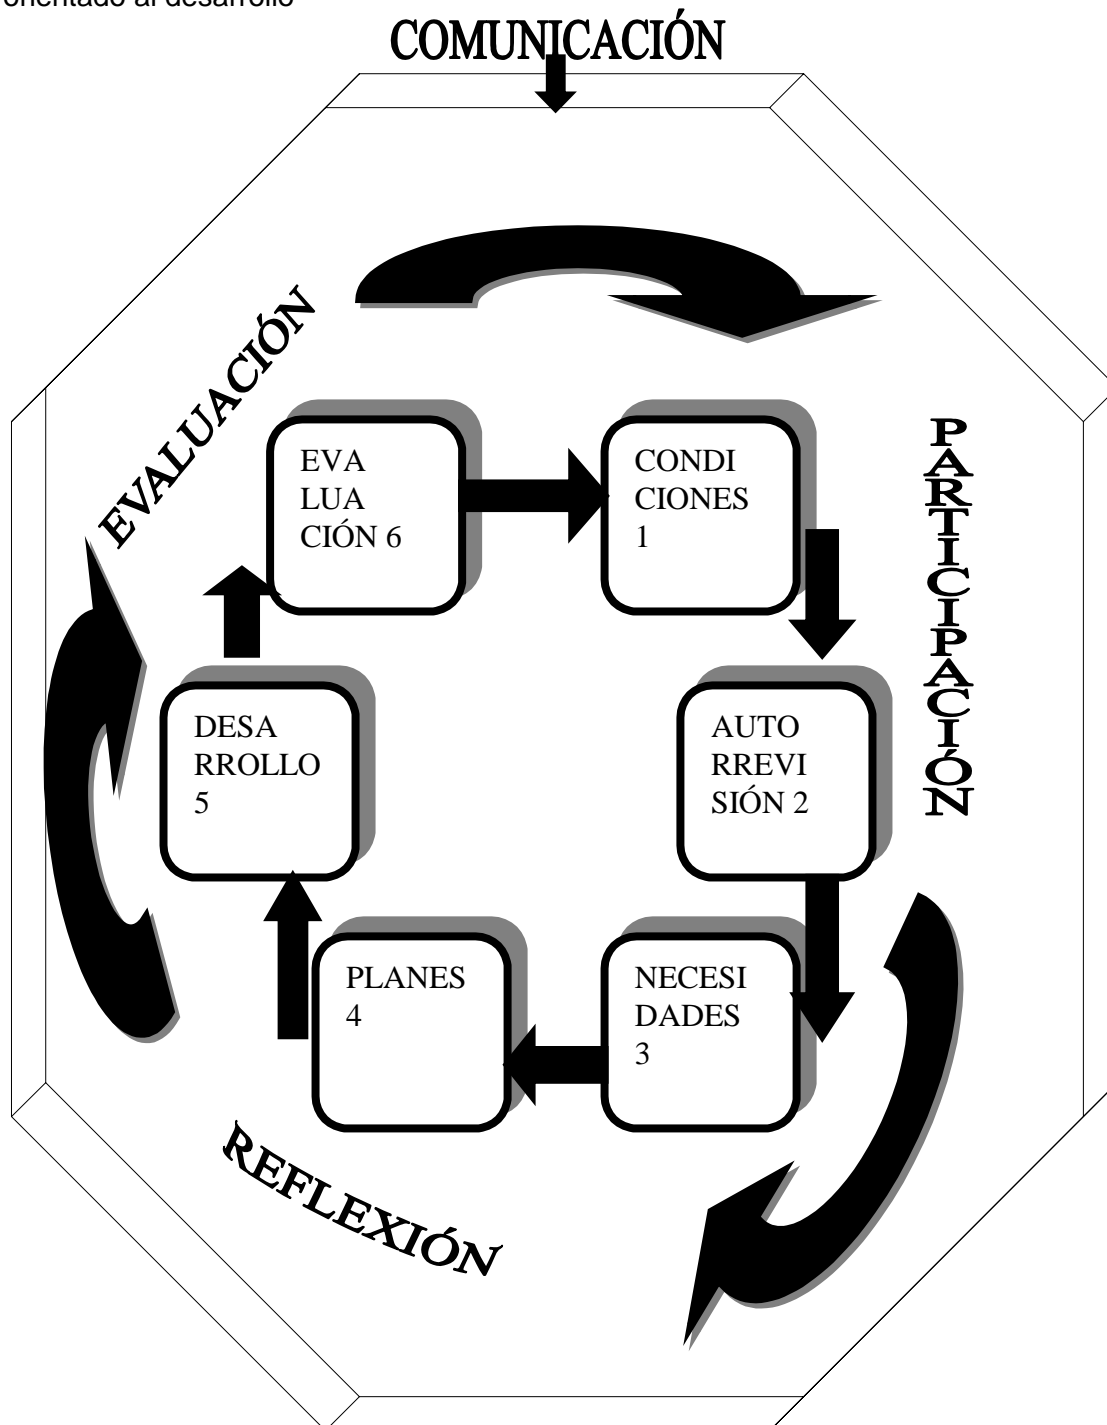 orientado al desarrollo
COMUNICACIÓN
EVALUACIÓN
PARTICIPACIÓN
EVA
LUA
CIÓN 6
CONDI
CIONES
1
DESA
RROLLO
5
AUTO
RREVI
SIÓN 2
PLANES
4
NECESI
DADES
3
REFLEXIÓN